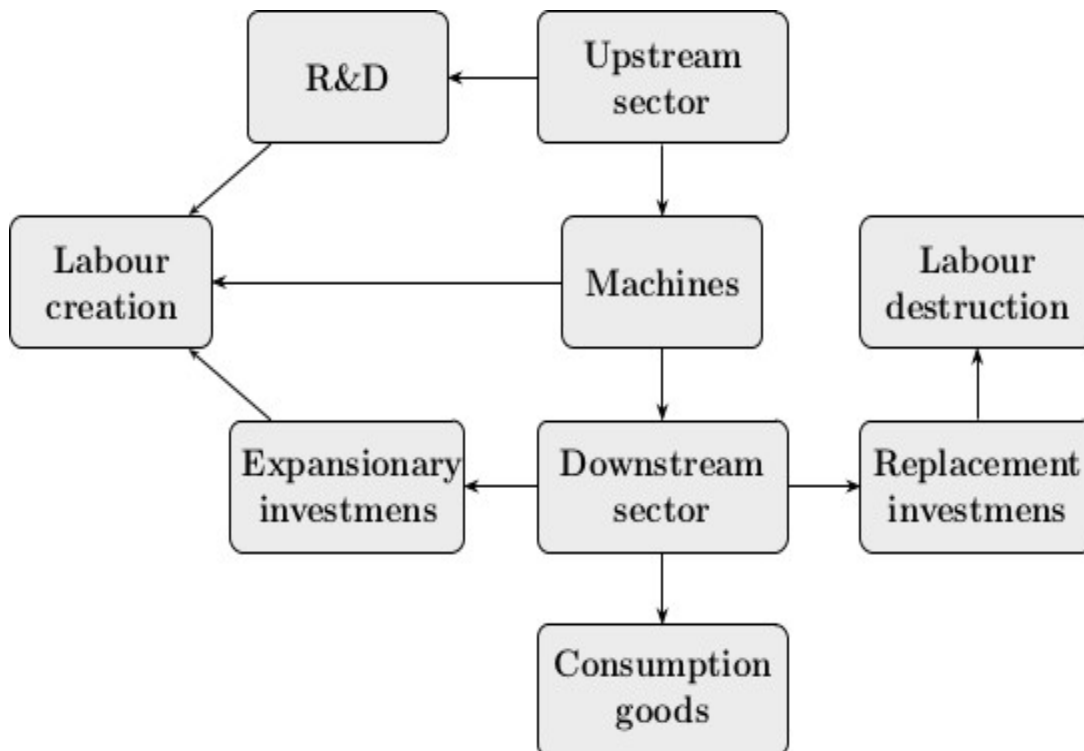 R&D
Upstream
sector
Labour
creation
Machines
Labour
destruction
Expansionary
investmens
Downstream
sector
Replacement
investmens
Consumption
goods